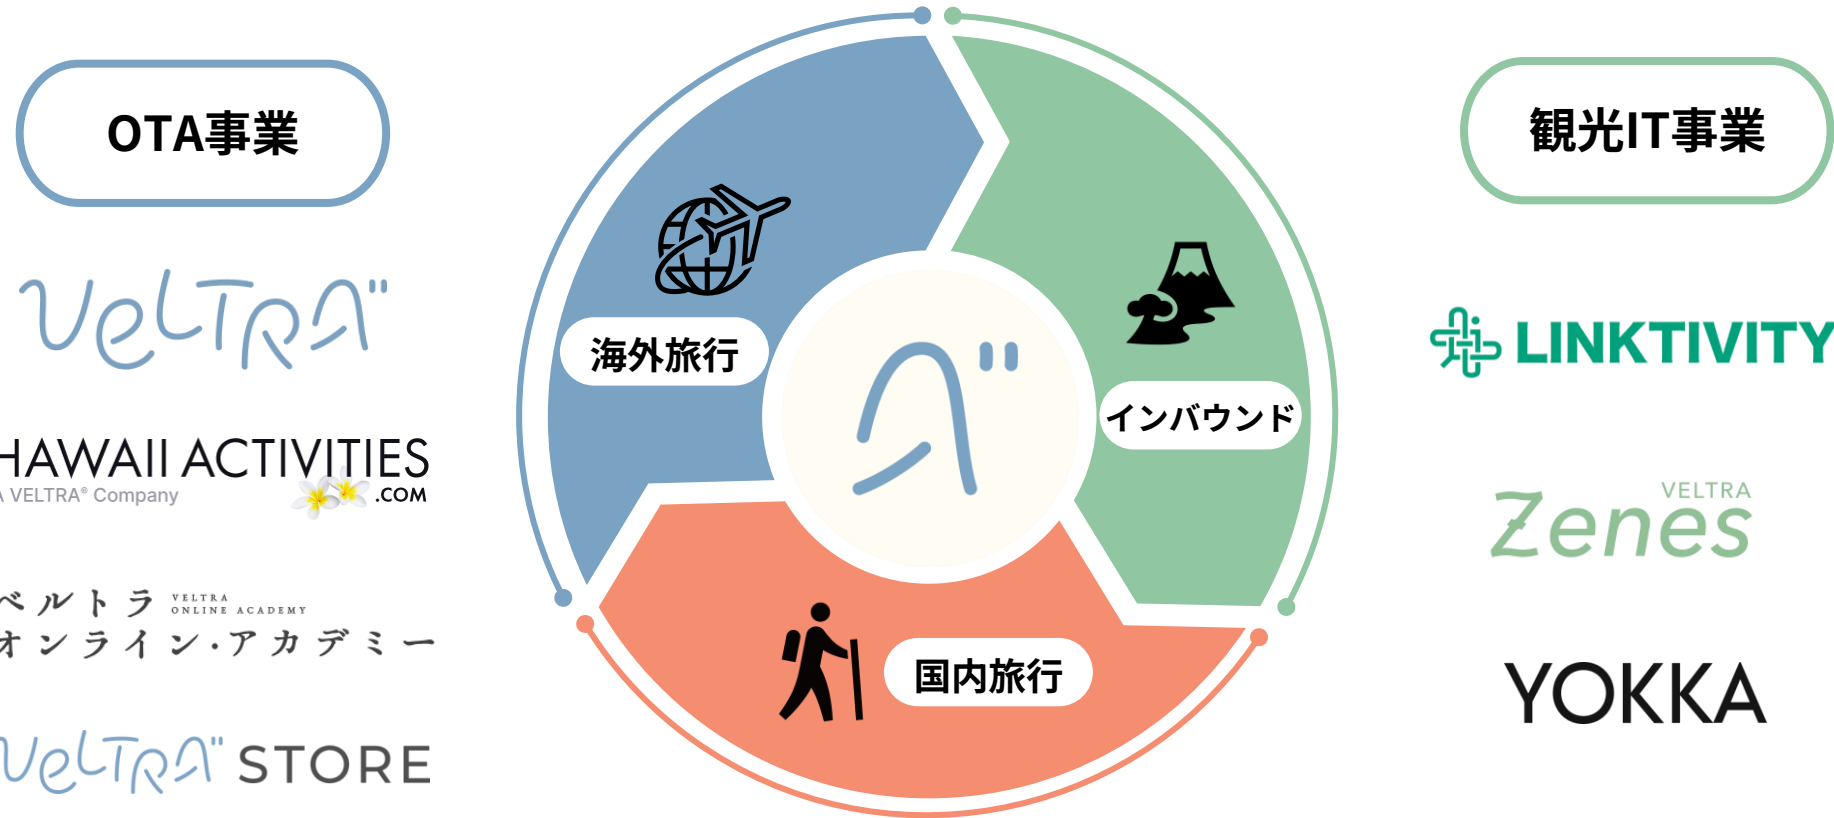 OTA事業
VELTRA
HAWAII ACTIVITIES
A VELTRA® Company
.COM
ベルトラ
VELTRA
ONLINE ACADEMY
オンライン・アカデミー
VELTRA STORE
海外旅行
インバウンド
国内旅行
観光IT事業
LINKTIVITY
VELTRA
Zenes
YOKKA